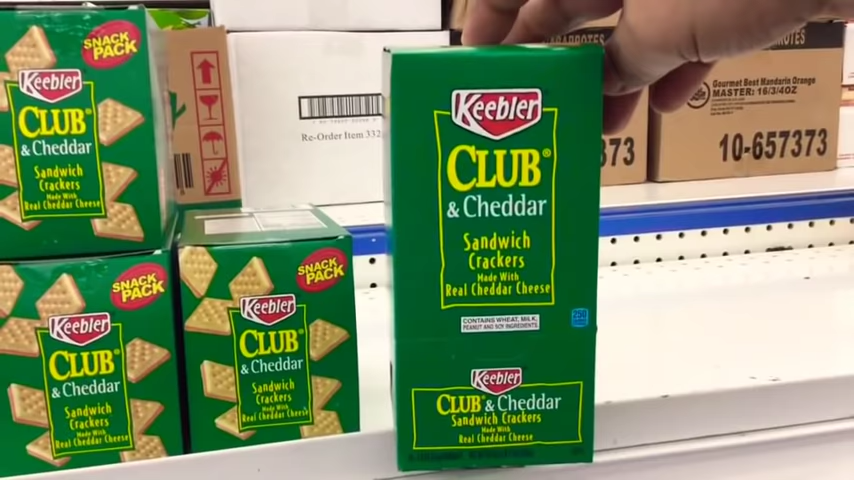 SNACK
PACK
Keebler
CLUB®
& Cheddar
Sandwich
Crackers
Made With
Real Cheddar Cheese
SNACK
PACK
Keebler
CLUB®
& Cheddar
Sandwich
Crackers
Made With
Real Cheddar Cheese
SNACK
PACK
Keebler
CLUB®
& Cheddar
Sandwich
Crackers
Made With
Real Cheddar Cheese
Re-Order Item 332
Keebler
CLUB®
& Cheddar
Sandwich
Crackers
Made With
Real Cheddar Cheese
CONTAINS WHEAT, MILK,
PEANUT AND SOY INGREDIENTS.
Keebler
CLUB® & Cheddar
Sandwich Crackers
Made With
Real Cheddar Cheese
373
Gourmet Best Mandarin Orange
MASTER: 16/3/4OZ
10-657373